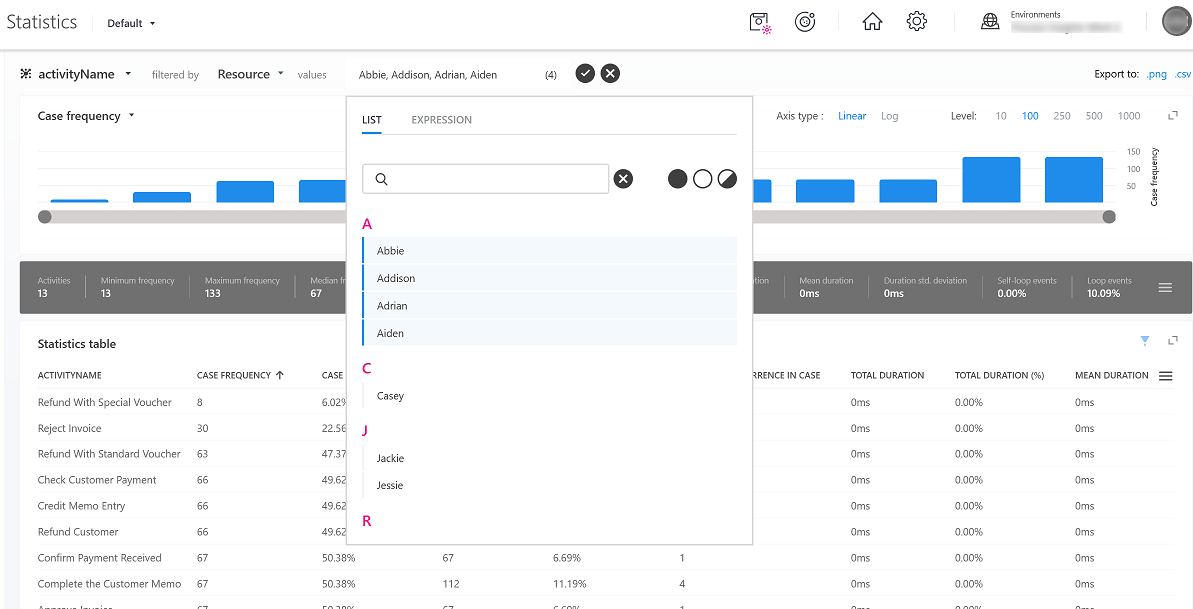 Statistics Default
Environments
activityName filtered by Resource values Abbie, Addison, Adrian, Aiden (4) Export to: .png .csv
Case frequency Axis type : Linear Log Level: 10 100 250 500 1000
LIST EXPRESSION
150
100
50
Case frequency
A
Abbie
Addison
Adrian
Aiden
C
Casey
J
Jackie
Jessie
R
Activities Minimum frequency Maximum frequency Median Mean duration Duration std. deviation Self-loop events Loop events
13 13 133 67 0ms 0ms 0.00% 10.09%
Statistics table
ACTIVITYNAME CASE FREQUENCY CASE IN CASE TOTAL DURATION TOTAL DURATION (%) MEAN DURATION
Refund With Special Voucher 8 6.02% 0ms 0.00% 0ms
Reject Invoice 30 22.56 0ms 0.00% 0ms
Refund With Standard Voucher 63 47.37 0ms 0.00% 0ms
Check Customer Payment 66 49.62 0ms 0.00% 0ms
Credit Memo Entry 66 49.62 0ms 0.00% 0ms
Refund Customer 66 49.62 0ms 0.00% 0ms
Confirm Payment Received 67 50.38% 67 6.69% 1 0ms 0.00% 0ms
Complete the Customer Memo 67 50.38% 112 11.19% 4 0ms 0.00% 0ms